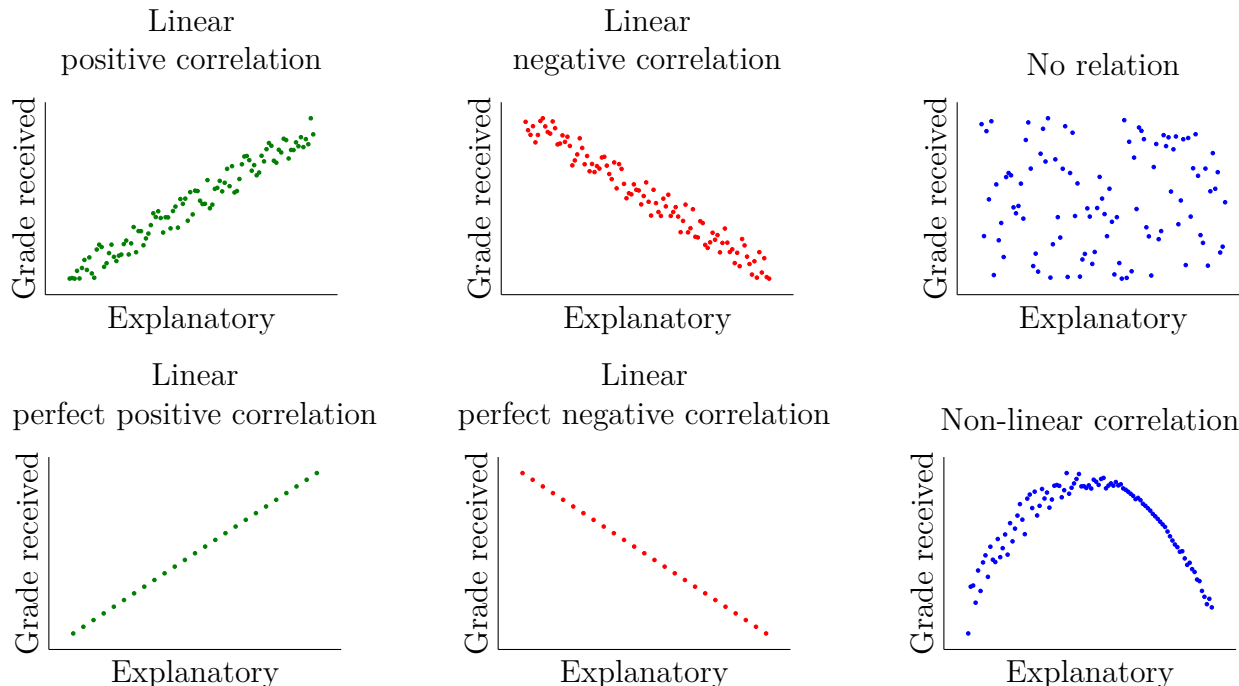 Linear
positive correlation
Grade received
Explanatory
Linear
negative correlation
Grade received
Explanatory
No relation
Grade received
Explanatory
Linear
perfect positive correlation
Grade received
Explanatory
Linear
perfect negative correlation
Grade received
Explanatory
Non-linear correlation
Grade received
Explanatory